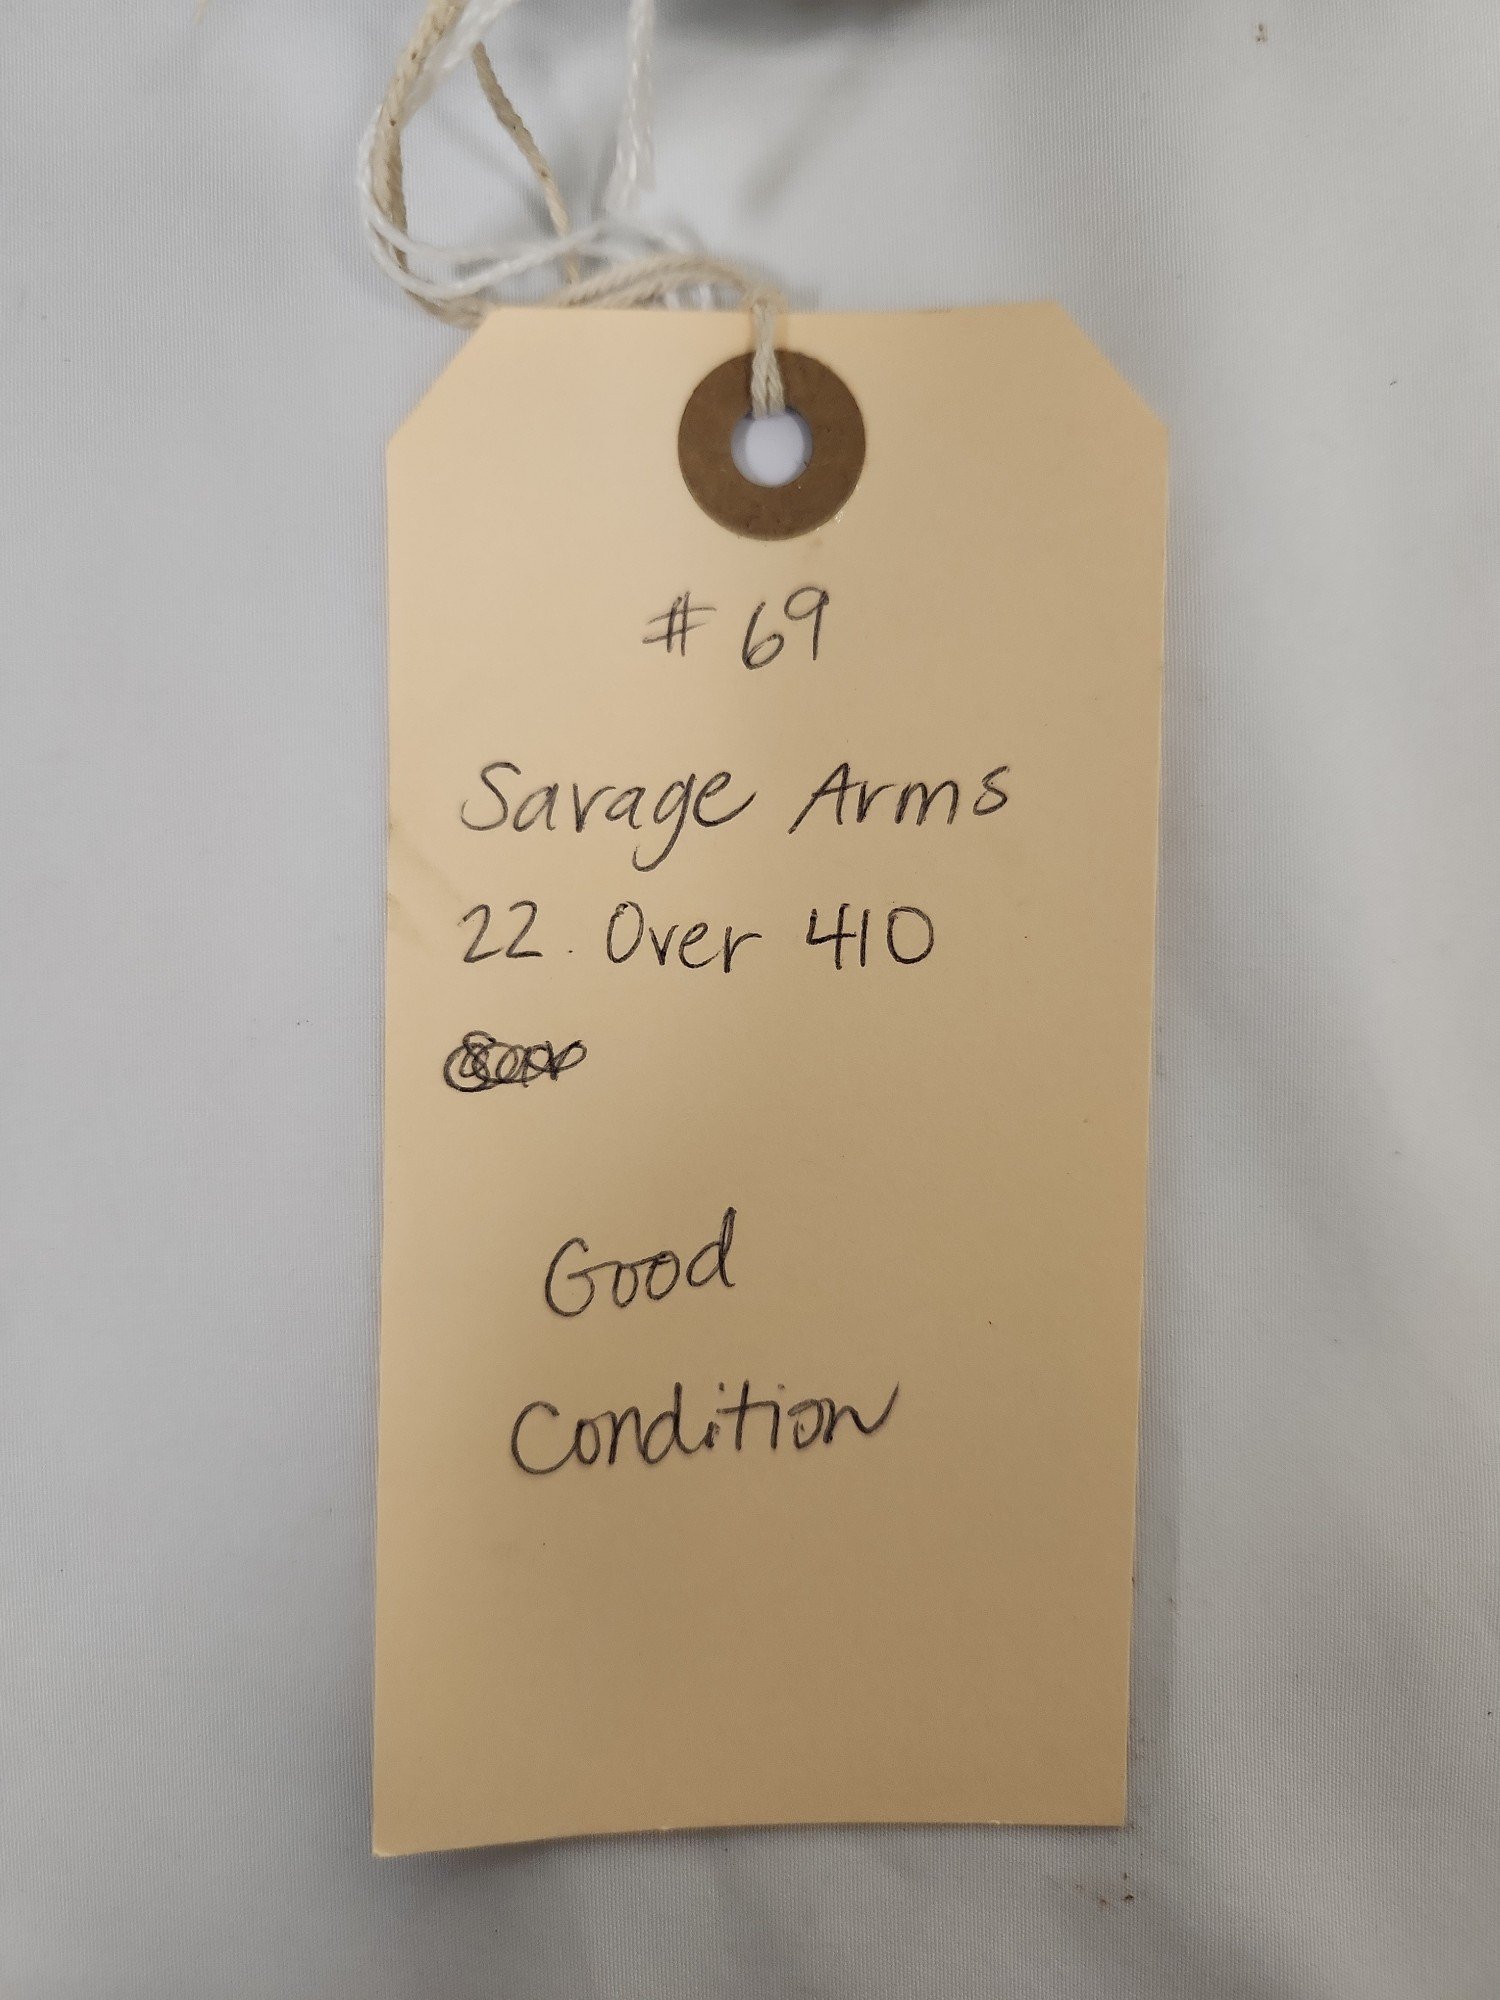 # 69
Savage Arms
22. Over 410
Good
Condition